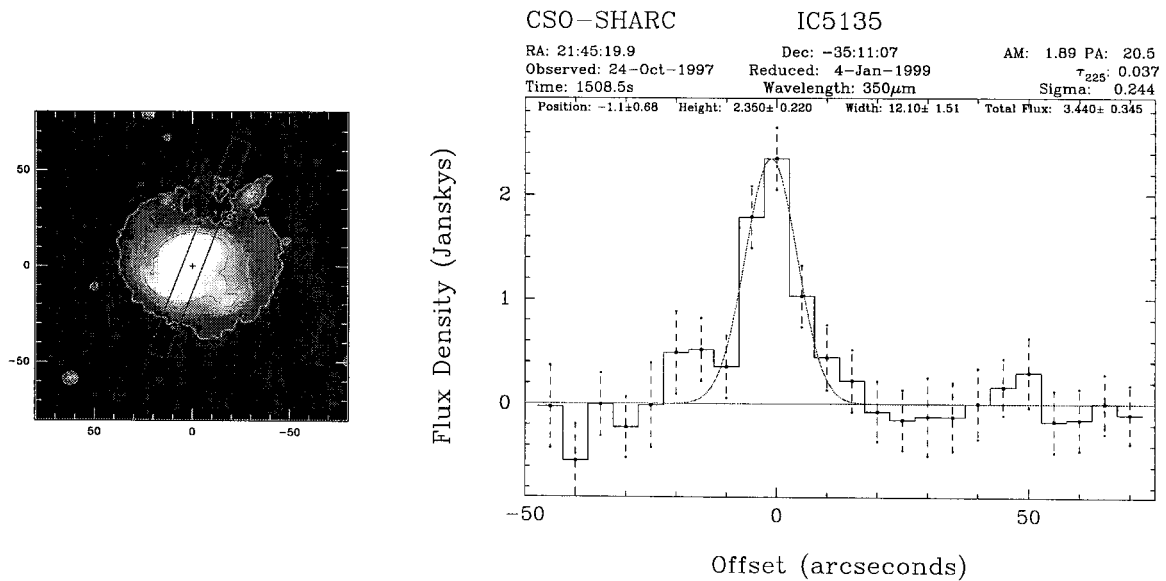 CSO-SHARC IC5135
RA: 21:45:19.9 Dec: -35:11:07 AM: 1.89 PA: 20.5
Observed: 24-Oct-1997 Reduced: 4-Jan-1999 τ225: 0.037
Time: 1508.5s Wavelength: 350μm Sigma: 0.244
Position: -1.1±0.68 Height: 2.350± 0.220 Width: 12.10± 1.51 Total Flux: 3.440± 0.345
50
0
-50
50 0 -50
Flux Density (Janskys)
2
1
0
-50 0 50
Offset (arcseconds)